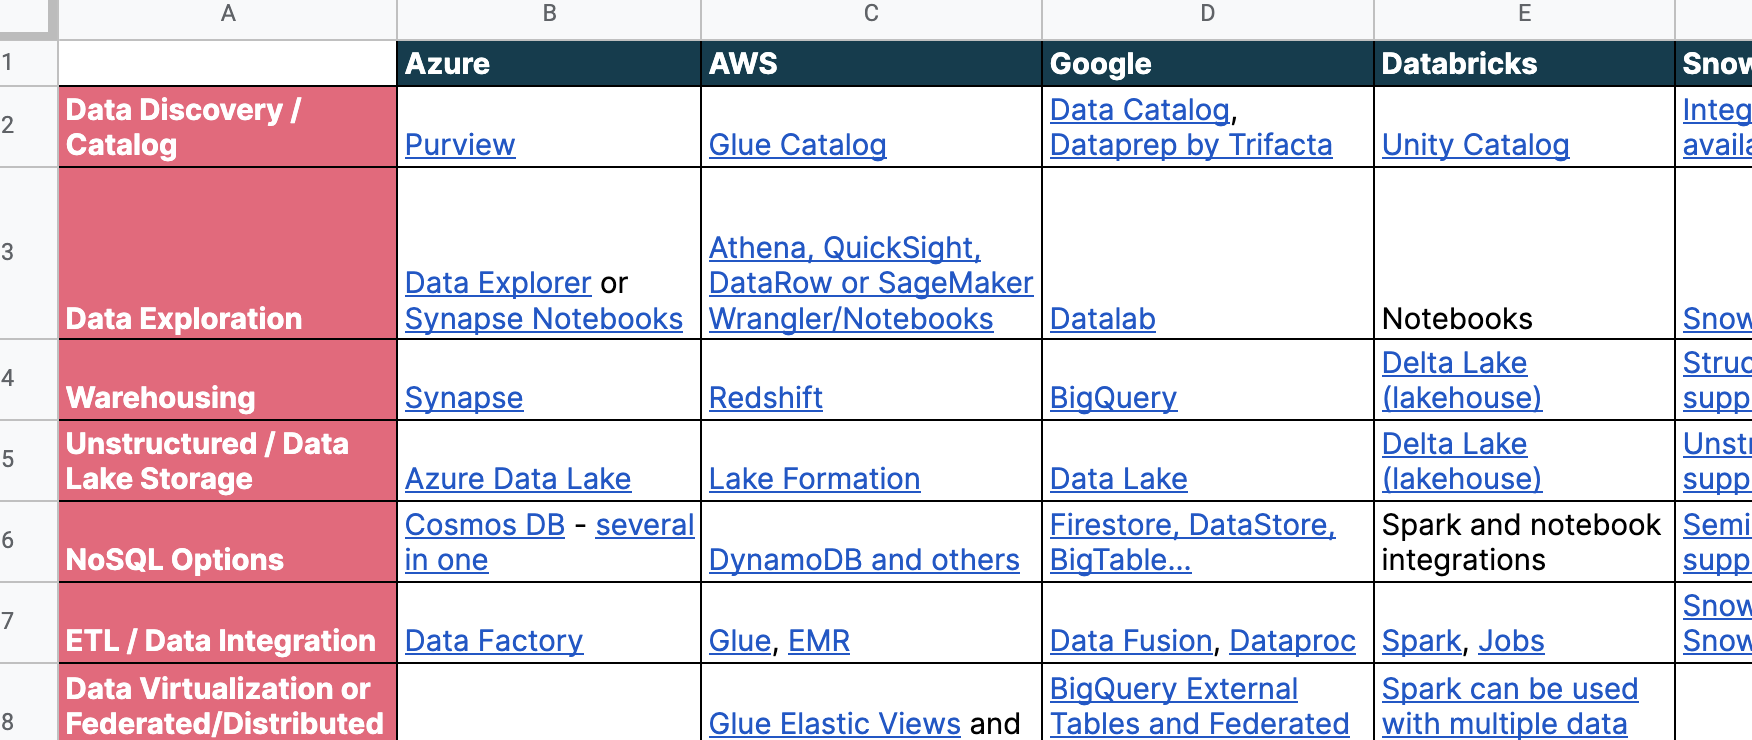 A B C D E
1 Azure AWS Google Databricks Snow
2
Data Discovery /
Catalog
Purview
Glue Catalog
Data Catalog,
Dataprep by Trifacta
Unity Catalog
Integ
availa
3
Data Exploration
Data Explorer or
Synapse Notebooks
Athena, QuickSight,
DataRow or SageMaker
Wrangler/Notebooks
Datalab
Notebooks
Snow
4
Warehousing
Synapse
Redshift
BigQuery
Delta Lake
(lakehouse)
Struc
supp
5
Unstructured / Data
Lake Storage
Azure Data Lake
Lake Formation
Data Lake
Delta Lake
(lakehouse)
Unstr
supp
6
NoSQL Options
Cosmos DB - several
in one
DynamoDB and others
Firestore, DataStore,
BigTable...
Spark and notebook
integrations
Semi
supp
7
ETL / Data Integration
Data Factory
Glue, EMR
Data Fusion, Dataproc
Spark, Jobs
Snow
Snow
8
Data Virtualization or
Federated/Distributed
Glue Elastic Views and
BigQuery External
Tables and Federated
Spark can be used
with multiple data